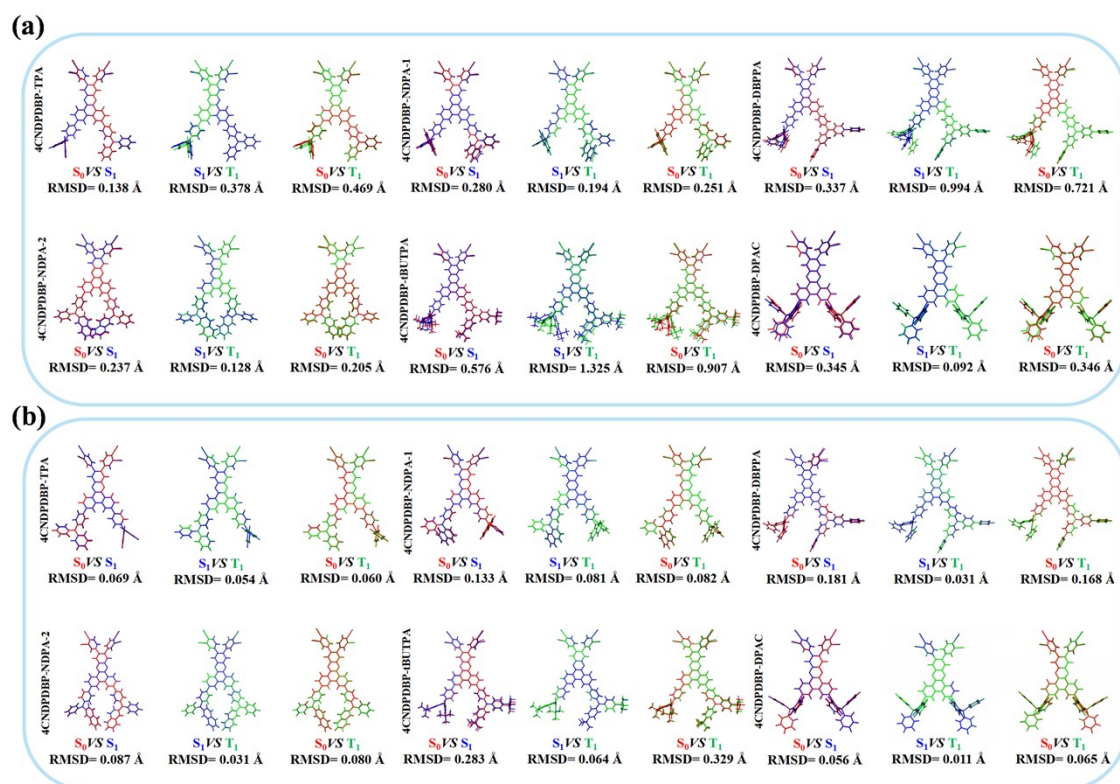 (a)
4CNDPDBP-TPA
S0 VS S1
RMSD= 0.138 Å
S1 VS T1
RMSD= 0.378 Å
S0 VS T1
RMSD= 0.469 Å
4CNDPDBP-NDPA-1
S0 VS S1
RMSD= 0.280 Å
S1 VS T1
RMSD= 0.194 Å
S0 VS T1
RMSD= 0.251 Å
4CNDPDBP-DBPPA
S0 VS S1
RMSD= 0.337 Å
S1 VS T1
RMSD= 0.994 Å
S0 VS T1
RMSD= 0.721 Å
4CNDPDBP-NDPA-2
S0 VS S1
RMSD= 0.237 Å
S1 VS T1
RMSD= 0.128 Å
S0 VS T1
RMSD= 0.205 Å
4CNDPDBP-tBUTPA
S0 VS S1
RMSD= 0.576 Å
S1 VS T1
RMSD= 1.325 Å
S0 VS T1
RMSD= 0.907 Å
4CNDPDBP-DPAC
S0 VS S1
RMSD= 0.345 Å
S1 VS T1
RMSD= 0.092 Å
S0 VS T1
RMSD= 0.346 Å
(b)
4CNDPDBP-TPA
S0 VS S1
RMSD= 0.069 Å
S1 VS T1
RMSD= 0.054 Å
S0 VS T1
RMSD= 0.060 Å
4CNDPDBP-NDPA-1
S0 VS S1
RMSD= 0.133 Å
S1 VS T1
RMSD= 0.081 Å
S0 VS T1
RMSD= 0.082 Å
4CNDPDBP-DBPPA
S0 VS S1
RMSD= 0.181 Å
S1 VS T1
RMSD= 0.031 Å
S0 VS T1
RMSD= 0.168 Å
4CNDPDBP-NDPA-2
S0 VS S1
RMSD= 0.087 Å
S1 VS T1
RMSD= 0.031 Å
S0 VS T1
RMSD= 0.080 Å
4CNDPDBP-tBUTPA
S0 VS S1
RMSD= 0.283 Å
S1 VS T1
RMSD= 0.064 Å
S0 VS T1
RMSD= 0.329 Å
4CNDPDBP-DPAC
S0 VS S1
RMSD= 0.056 Å
S1 VS T1
RMSD= 0.011 Å
S0 VS T1
RMSD= 0.065 Å